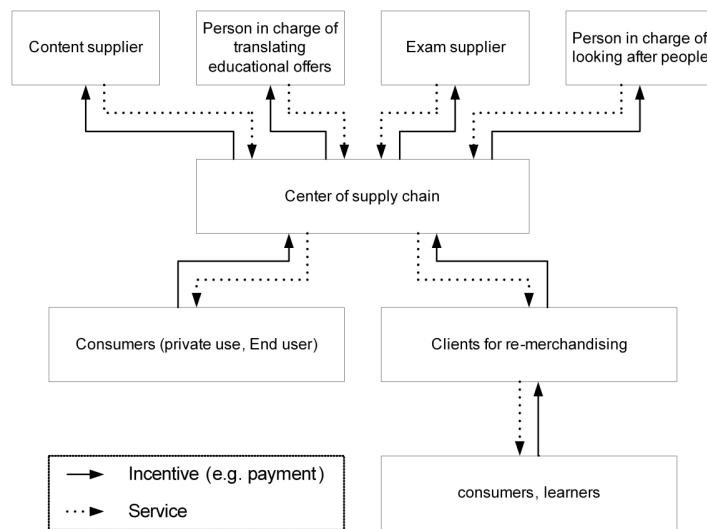 Content supplier
Person in charge of
translating
educational offers
Exam supplier
Person in charge of
looking after people
Center of supply chain
Consumers (private use, End user)
Clients for re-merchandising
Incentive (e.g. payment)
Service
consumers, learners